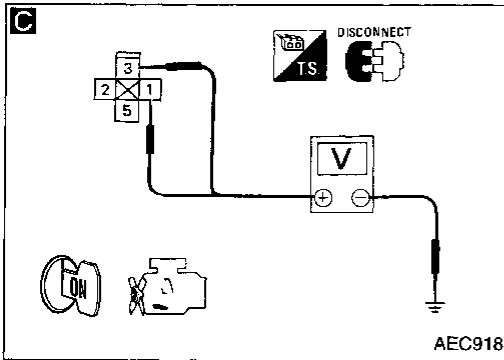 C
DISCONNECT
T.S.
3
2 1
5
V
+ -
ON
AEC918